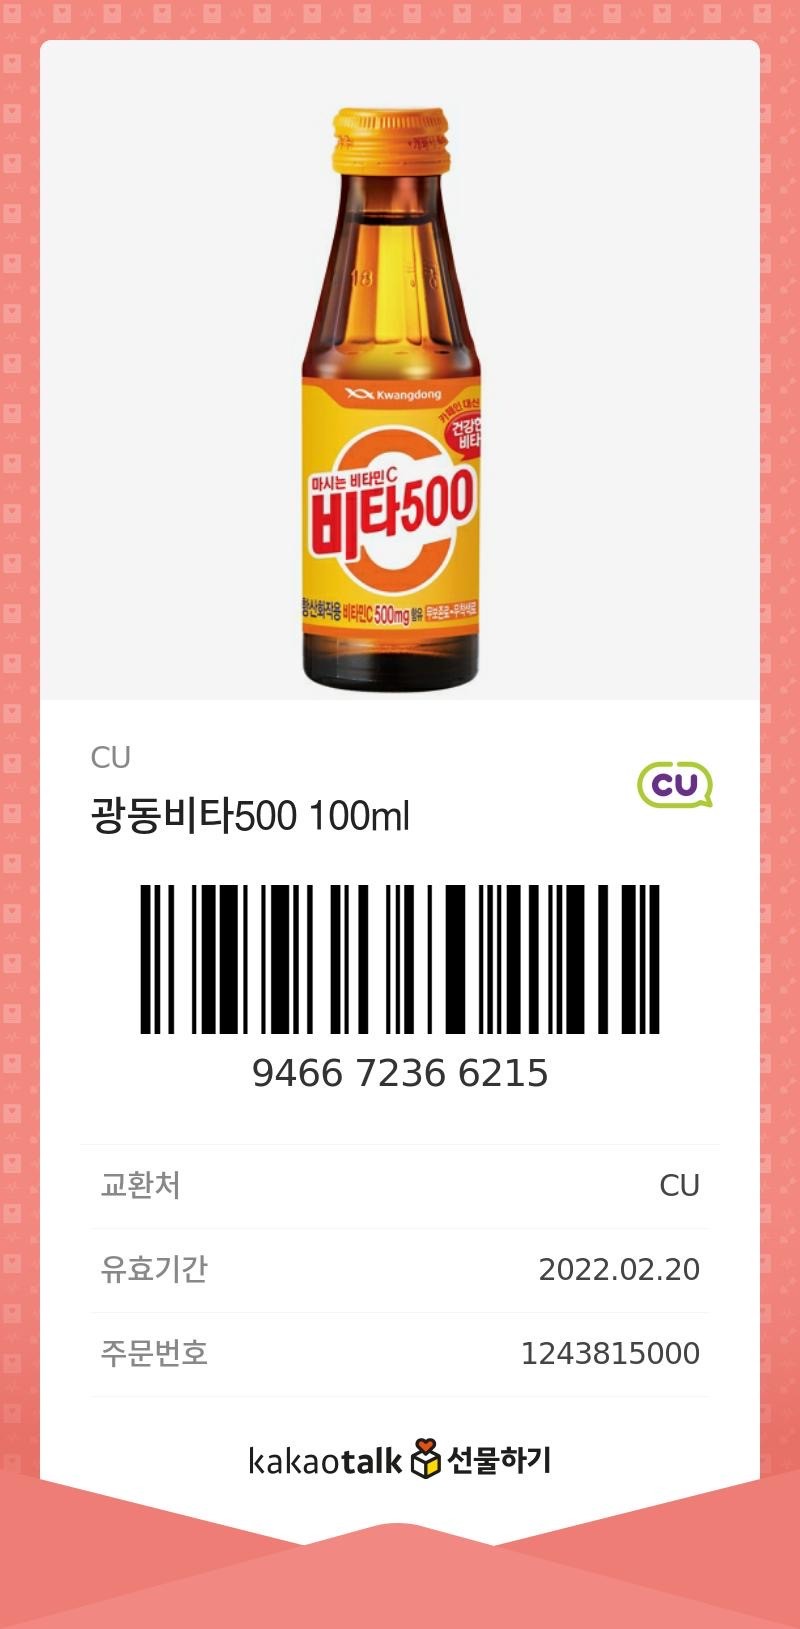 Kwangdong
카페인 대신
건강한
비타
마시는 비타민C
비타500
항산화작용 비타민C 500mg 함유 무보존료·무착색료
CU
CU
광동비타500 100ml
9466 7236 6215
교환처 CU
유효기간 2022.02.20
주문번호 1243815000
kakaotalk 선물하기